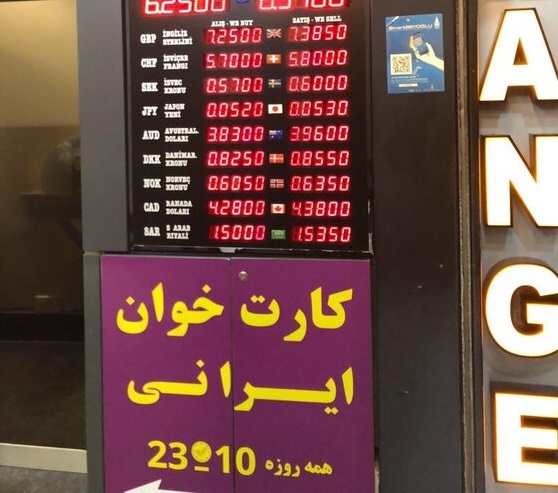 6.2500
ALIŞ - WE BUY SATIŞ - WE SELL
GBP İNGİLİZ STERLİNİ 7.2500 7.3850
CHF İSVİÇRE FRANGI 5.7000 5.8000
SEK İSVEÇ KRONU 0.5700 0.6000
JPY JAPON YENİ 0.0520 0.0530
AUD AVUSTRAL. DOLARI 3.8300 3.9600
DKK DANİMAR. KRONU 0.8250 0.8550
NOK NORVEÇ KRONU 0.6050 0.6350
CAD KANADA DOLARI 4.2800 4.3800
SAR S ARAB RIYALİ 1.5000 1.5350
کارت خوان
ایرانی
همه روزه 10 23
A
N
G
E